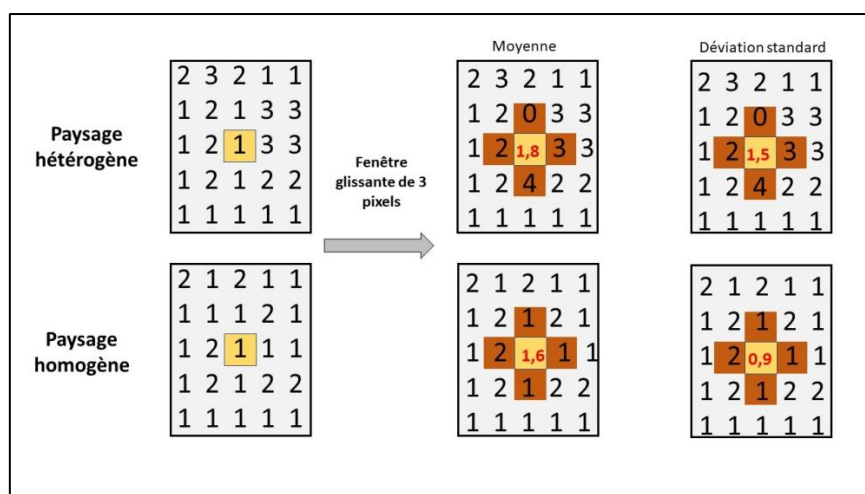 Moyenne
Déviation standard
Paysage
hétérogène
2 3 2 1 1
1 2 1 3 3
1 2 1 3 3
1 2 1 2 2
1 1 1 1 1
Fenêtre
glissante de 3
pixels
2 3 2 1 1
1 2 0 3 3
1 2 1,8 3 3
1 2 4 2 2
1 1 1 1 1
2 3 2 1 1
1 2 0 3 3
1 2 1,5 3 3
1 2 4 2 2
1 1 1 1 1
Paysage
homogène
2 1 2 1 1
1 1 1 2 1
1 2 1 1 1
1 2 1 2 2
1 1 1 1 1
2 1 2 1 1
1 2 1 2 1
1 2 1,6 1 1
1 2 1 2 2
1 1 1 1 1
2 1 2 1 1
1 2 1 2 1
1 2 0,9 1 1
1 2 1 2 2
1 1 1 1 1